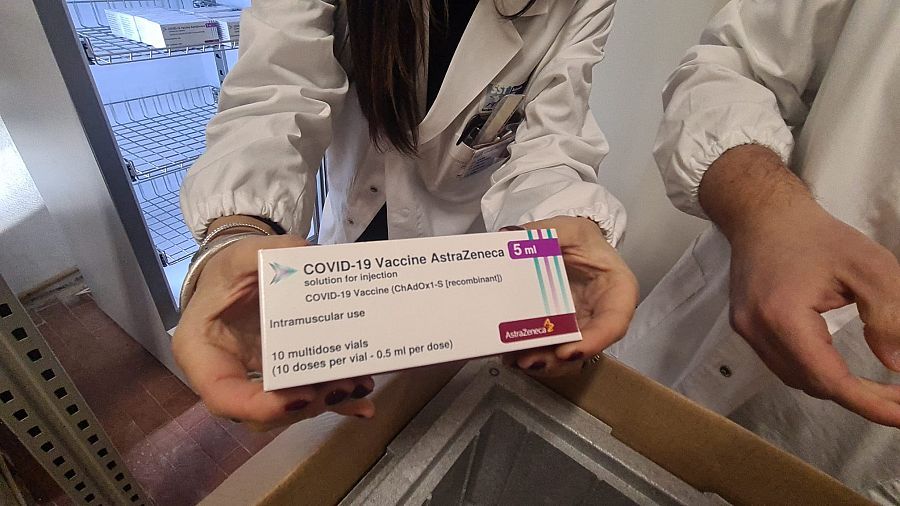 COVID-19 Vaccine AstraZeneca
5 ml
solution for injection
COVID-19 Vaccine (ChAdOx1-S [recombinant])
Intramuscular use
AstraZeneca
10 multidose vials
(10 doses per vial - 0.5 ml per dose)